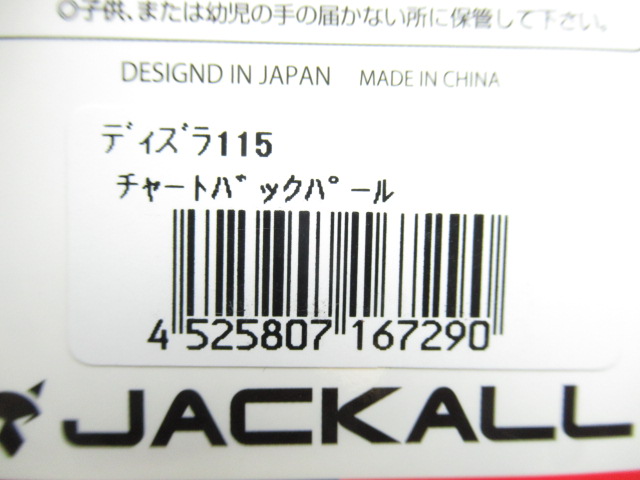 ◎子供、または幼児の手の届かない所に保管して下さい。
DESIGND IN JAPAN MADE IN CHINA
ディズラ115
チャートバックパール
4 525807 167290
JACKALL